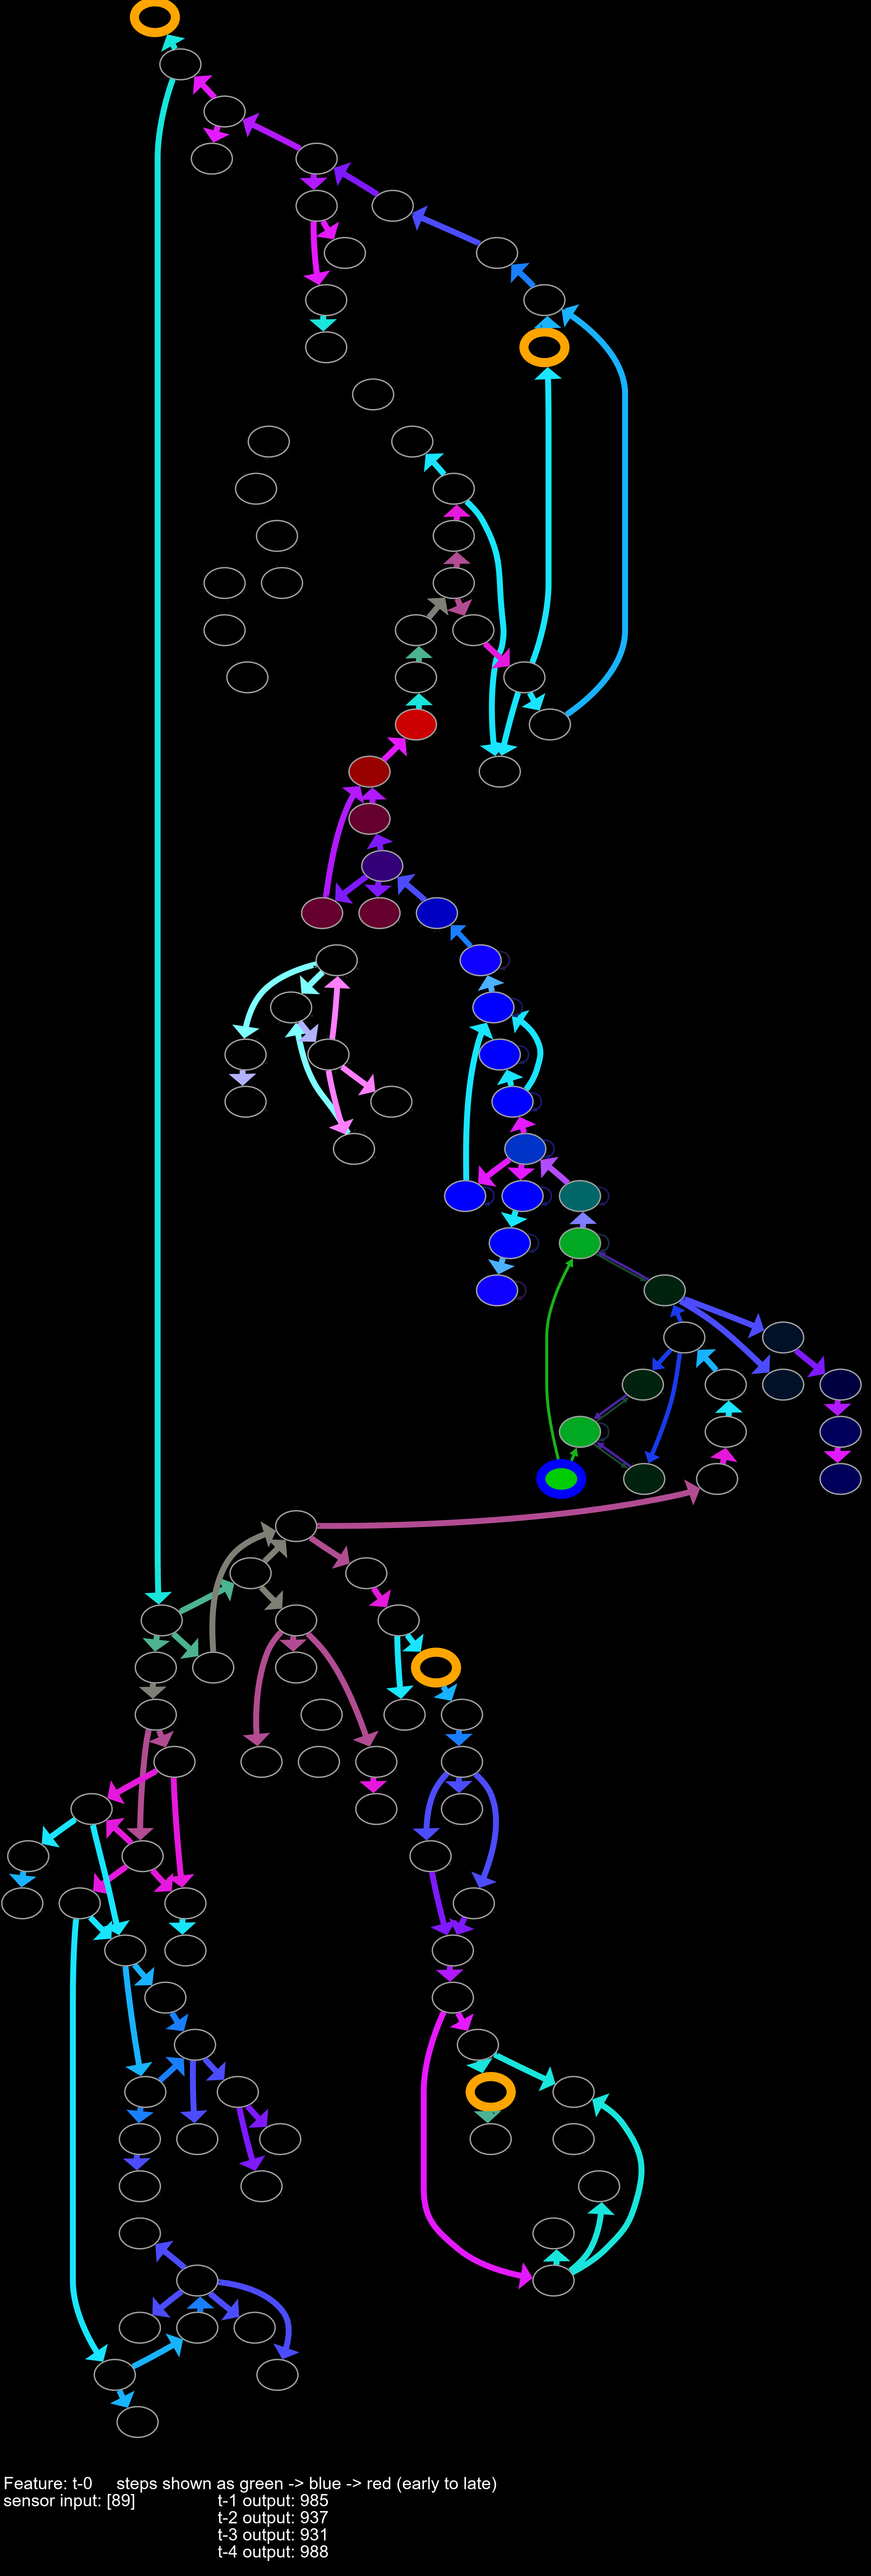 Feature: t-0 steps shown as green -> blue -> red (early to late)
sensor input: [89] t-1 output: 985
t-2 output: 937
t-3 output: 931
t-4 output: 988